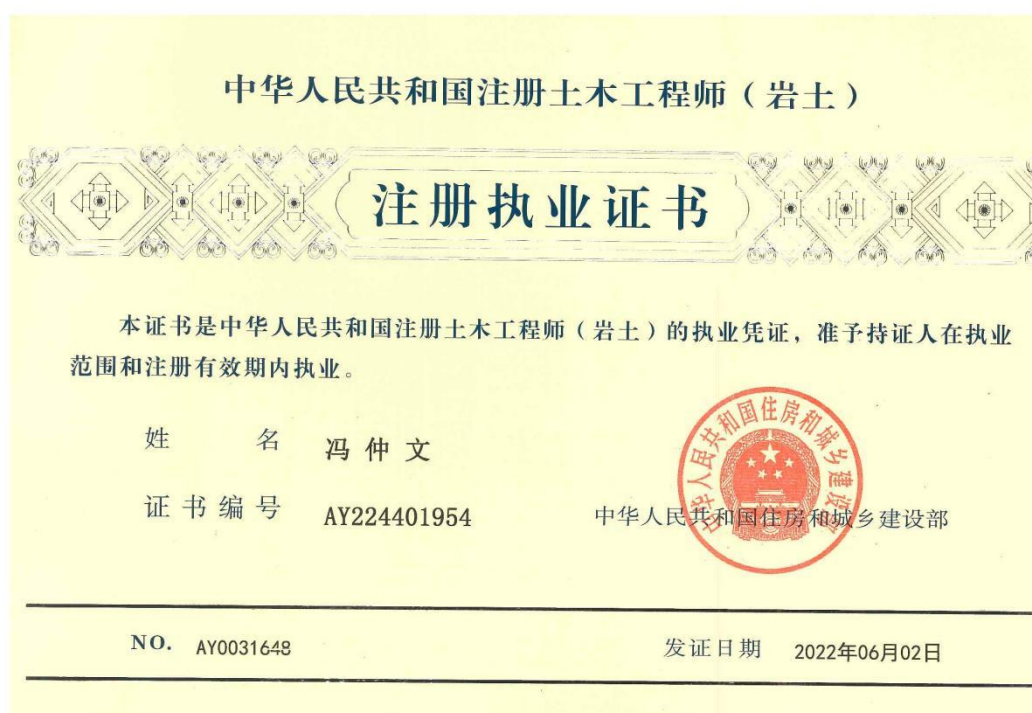 中华人民共和国注册土木工程师（岩土）
注册执业证书
本证书是中华人民共和国注册土木工程师（岩土）的执业凭证，准予持证人在执业
范围和注册有效期内执业。
姓 名 冯仲文
证书编号 AY224401954
中华人民共和国住房和城乡建设部
中华人民共和国住房和城乡建设部
NO. AY0031648
发证日期 2022年06月02日